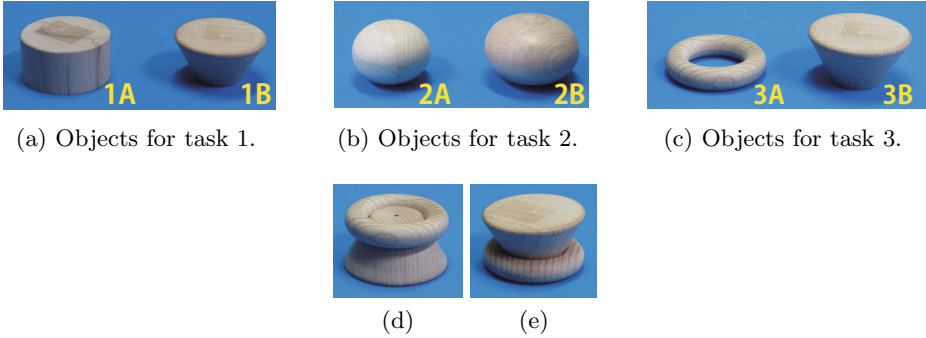 1A 1B
2A 2B
3A 3B
(a) Objects for task 1.
(b) Objects for task 2.
(c) Objects for task 3.
(d)
(e)